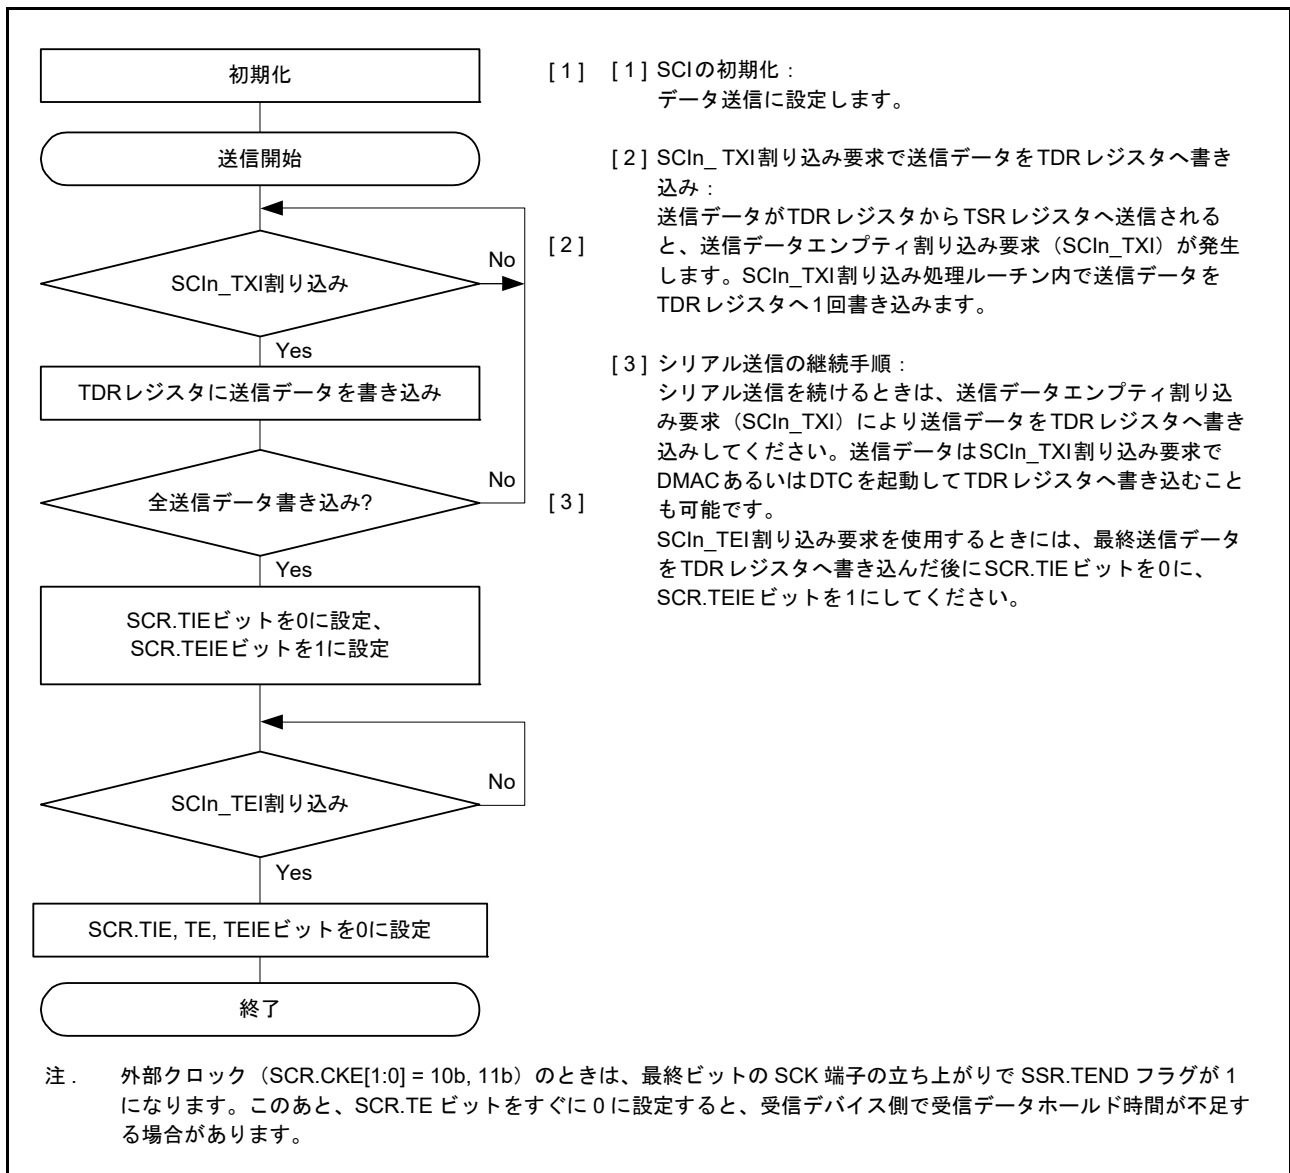 初期化
送信開始
SCIn_TXI割り込み
No
Yes
TDRレジスタに送信データを書き込み
全送信データ書き込み?
No
Yes
SCR.TIEビットを0に設定、
SCR.TEIEビットを1に設定
SCIn_TEI割り込み
No
Yes
SCR.TIE, TE, TEIEビットを0に設定
終了
[ 1 ]
[ 2 ]
[ 3 ]
[ 1 ] SCIの初期化：
データ送信に設定します。
[ 2 ] SCIn_ TXI割り込み要求で送信データをTDRレジスタへ書き
込み：
送信データがTDRレジスタからTSRレジスタへ送信される
と、送信データエンプティ割り込み要求（SCIn_TXI）が発生
します。SCIn_TXI割り込み処理ルーチン内で送信データを
TDRレジスタへ1回書き込みます。
[ 3 ] シリアル送信の継続手順：
シリアル送信を続けるときは、送信データエンプティ割り込
み要求（SCIn_TXI）により送信データをTDRレジスタへ書き
込みしてください。送信データはSCIn_TXI割り込み要求で
DMACあるいはDTCを起動してTDRレジスタへ書き込むこと
も可能です。
SCIn_TEI割り込み要求を使用するときには、最終送信データ
をTDRレジスタへ書き込んだ後にSCR.TIEビットを0に、
SCR.TEIEビットを1にしてください。
注 . 外部クロック（SCR.CKE[1:0] = 10b, 11b）のときは、最終ビットの SCK 端子の立ち上がりで SSR.TEND フラグが 1
になります。このあと、SCR.TE ビットをすぐに 0 に設定すると、受信デバイス側で受信データホールド時間が不足す
る場合があります。